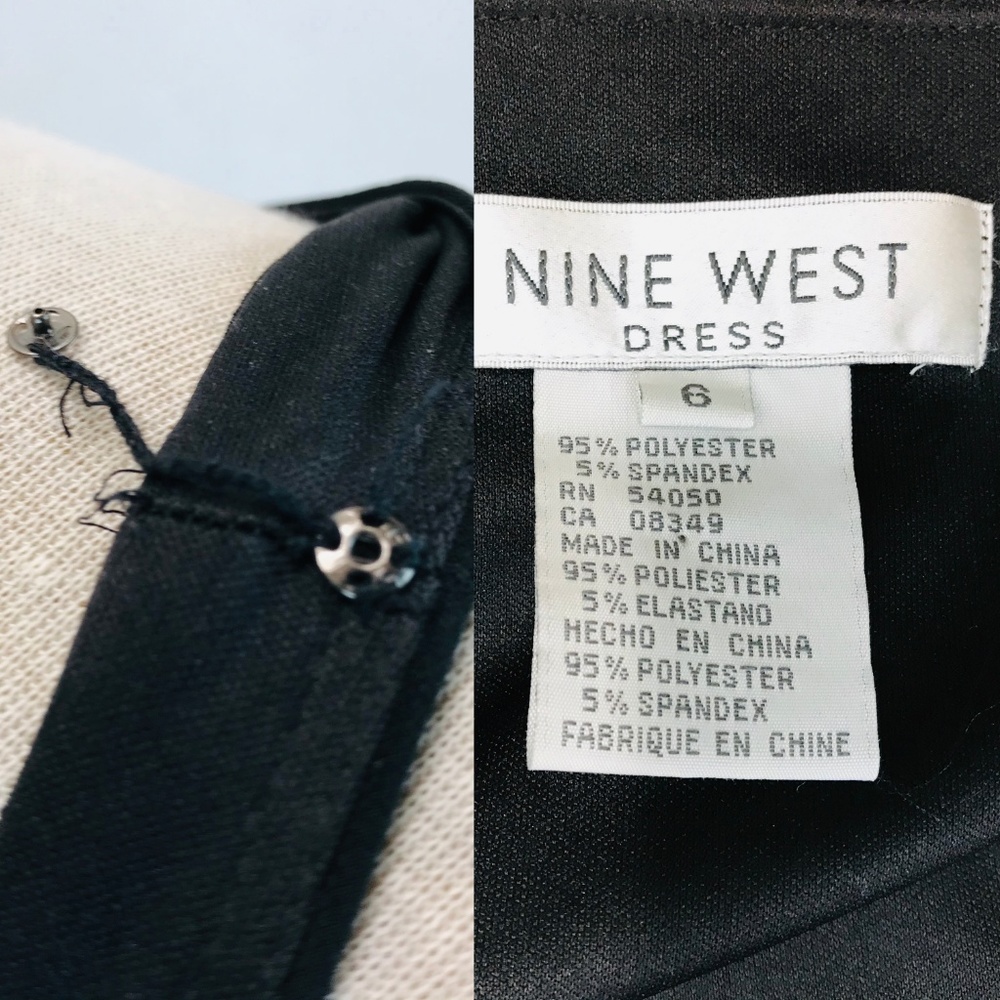 NINE WEST
DRESS
6
95% POLYESTER
5% SPANDEX
RN 54050
CA 08349
MADE IN CHINA
95% POLIESTER
5% ELASTANO
HECHO EN CHINA
95% POLYESTER
5% SPANDEX
FABRIQUE EN CHINE